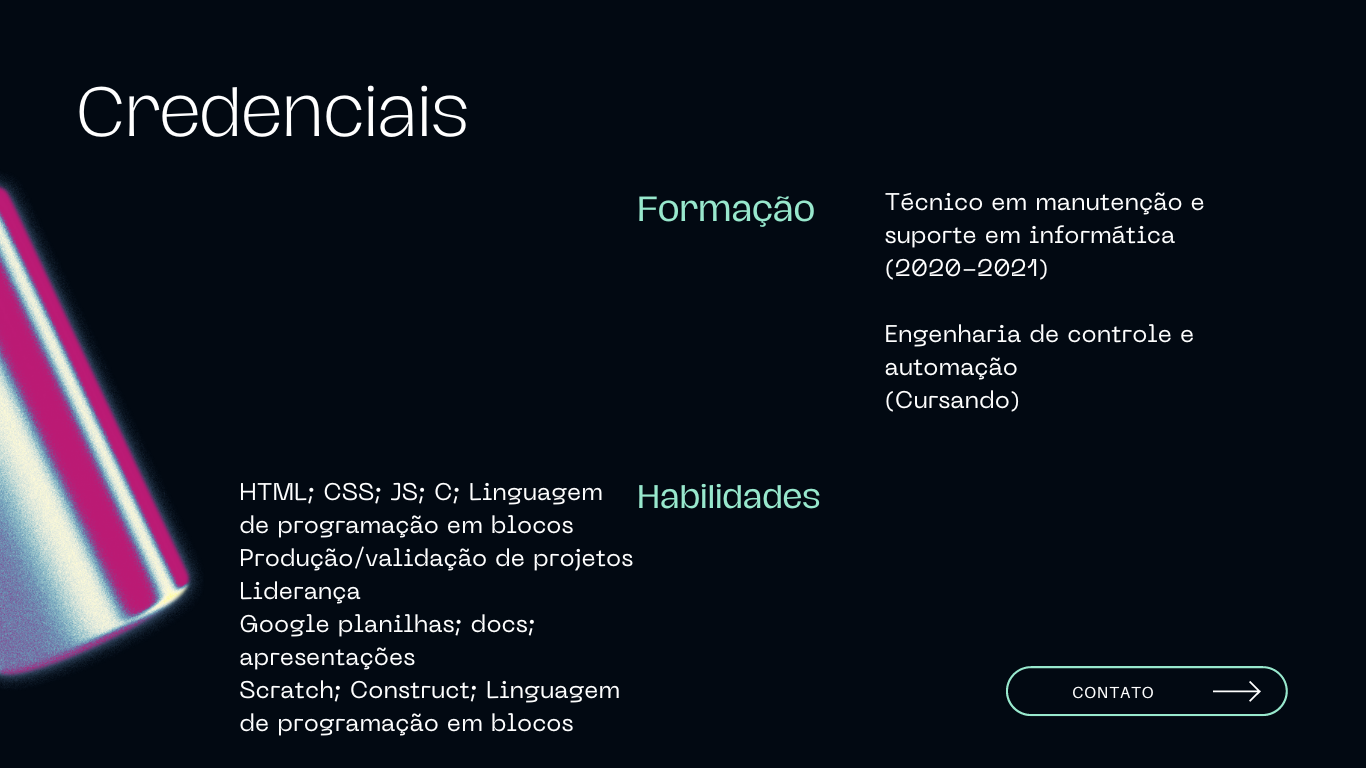 Credenciais
Formação
Técnico em manutenção e
suporte em informática
(2020-2021)
Engenharia de controle e
automação
(Cursando)
Habilidades
HTML; CSS; JS; C; Linguagem
de programação em blocos
Produção/validação de projetos
Liderança
Google planilhas; docs;
apresentações
Scratch; Construct; Linguagem
de programação em blocos
CONTATO